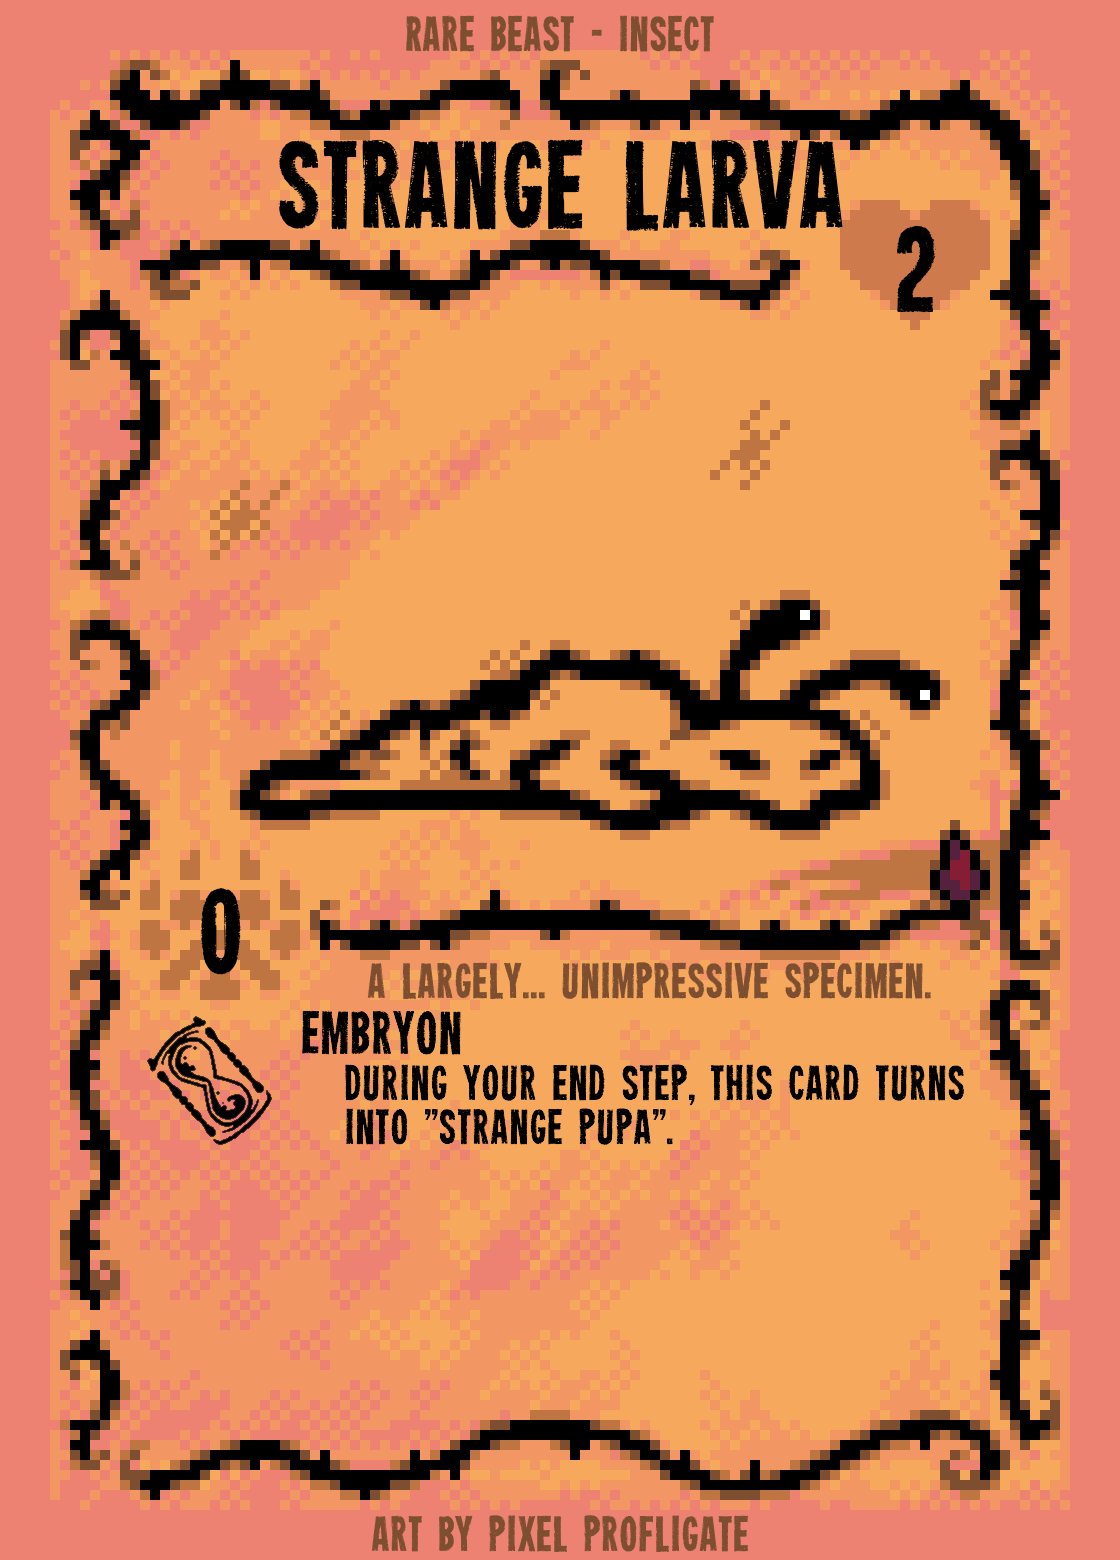 RARE BEAST - INSECT
STRANGE LARVA
2
0
A LARGELY... UNIMPRESSIVE SPECIMEN.
EMBRYON
DURING YOUR END STEP, THIS CARD TURNS
INTO "STRANGE PUPA".
ART BY PIXEL PROFLIGATE